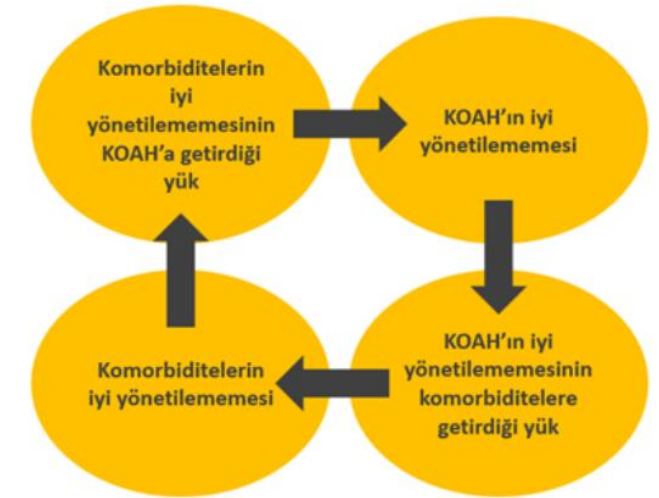 Komorbiditelerin
iyi
yönetilememesinin
KOAH'a getirdiği
yük
KOAH'ın iyi
yönetilememesi
KOAH'ın iyi
yönetilememesinin
komorbiditelere
getirdiği yük
Komorbiditelerin
iyi yönetilememesi